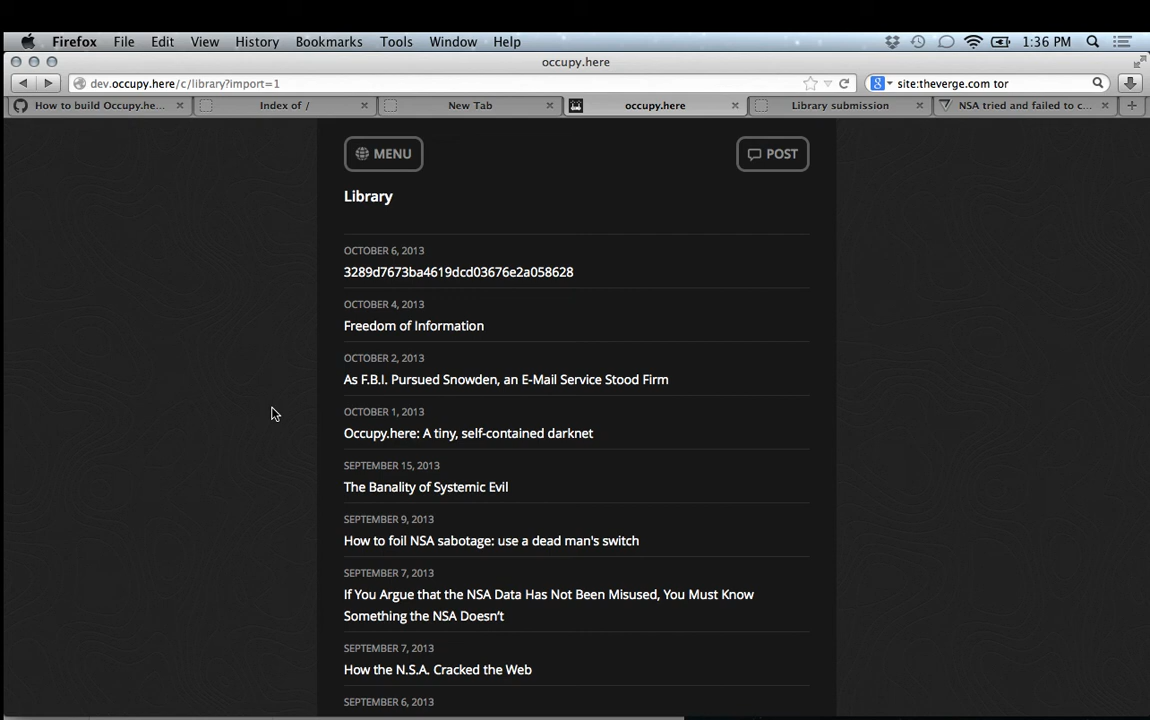 Firefox File Edit View History Bookmarks Tools Window Help 1:36 PM
occupy.here
dev.occupy.here/c/library?import=1 8 site:theverge.com tor
How to build Occupy.he... Index of / New Tab occupy.here Library submission NSA tried and failed to c...
MENU POST
Library
OCTOBER 6, 2013
3289d7673ba4619dcd03676e2a058628
OCTOBER 4, 2013
Freedom of Information
OCTOBER 2, 2013
As F.B.I. Pursued Snowden, an E-Mail Service Stood Firm
OCTOBER 1, 2013
Occupy.here: A tiny, self-contained darknet
SEPTEMBER 15, 2013
The Banality of Systemic Evil
SEPTEMBER 9, 2013
How to foil NSA sabotage: use a dead man's switch
SEPTEMBER 7, 2013
If You Argue that the NSA Data Has Not Been Misused, You Must Know
Something the NSA Doesn’t
SEPTEMBER 7, 2013
How the N.S.A. Cracked the Web
SEPTEMBER 6, 2013